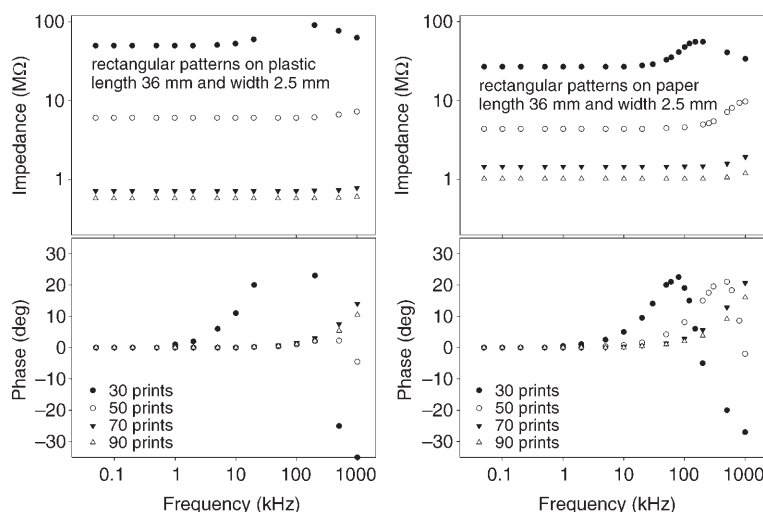 100
10
1
Impedance (MΩ)
rectangular patterns on plastic
length 36 mm and width 2.5 mm
100
10
1
Impedance (MΩ)
rectangular patterns on paper
length 36 mm and width 2.5 mm
30
20
10
0
−10
−20
−30
Phase (deg)
30 prints
50 prints
70 prints
90 prints
0.1 1 10 100 1000
Frequency (kHz)
30
20
10
0
−10
−20
−30
Phase (deg)
30 prints
50 prints
70 prints
90 prints
0.1 1 10 100 1000
Frequency (kHz)